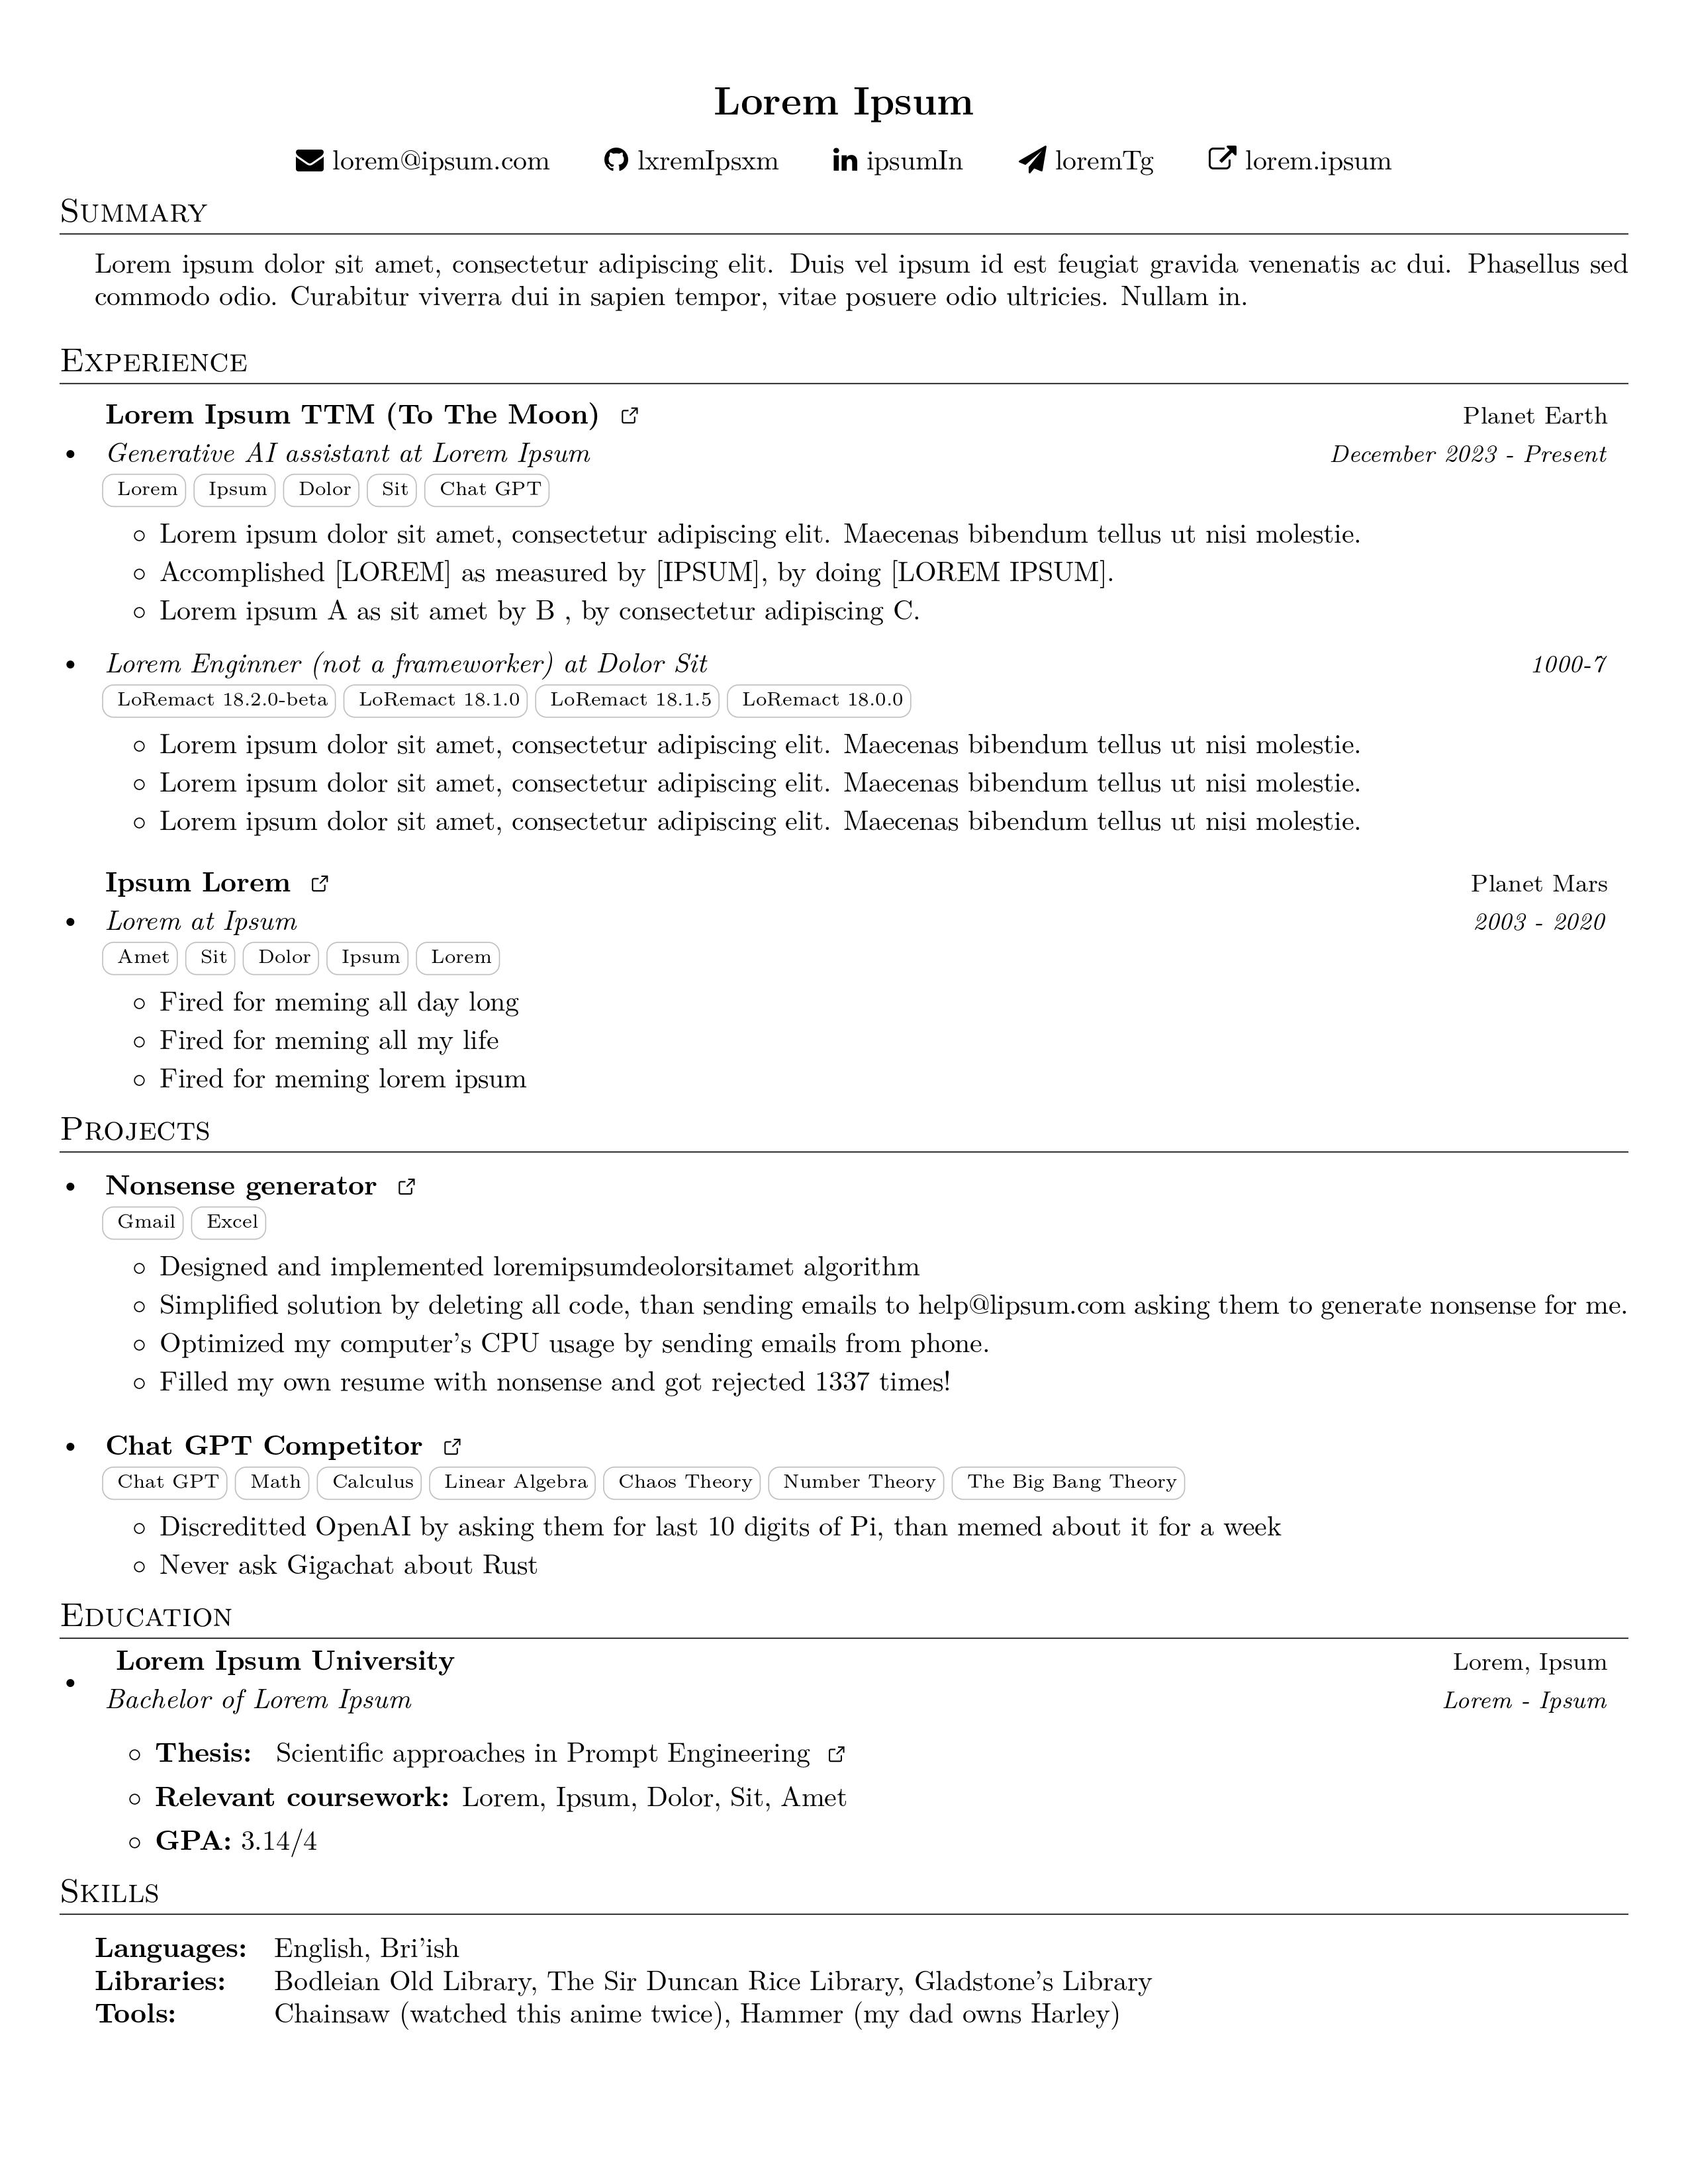 Lorem Ipsum
lorem@ipsum.com lxremIpsxm ipsumIn loremTg lorem.ipsum
Summary
Lorem ipsum dolor sit amet, consectetur adipiscing elit. Duis vel ipsum id est feugiat gravida venenatis ac dui. Phasellus sed
commodo odio. Curabitur viverra dui in sapien tempor, vitae posuere odio ultricies. Nullam in.
Experience
Lorem Ipsum TTM (To The Moon) Planet Earth
• Generative AI assistant at Lorem Ipsum December 2023 - Present
Lorem Ipsum Dolor Sit Chat GPT
◦ Lorem ipsum dolor sit amet, consectetur adipiscing elit. Maecenas bibendum tellus ut nisi molestie.
◦ Accomplished [LOREM] as measured by [IPSUM], by doing [LOREM IPSUM].
◦ Lorem ipsum A as sit amet by B , by consectetur adipiscing C.
• Lorem Enginner (not a frameworker) at Dolor Sit 1000-7
LoRemact 18.2.0-beta LoRemact 18.1.0 LoRemact 18.1.5 LoRemact 18.0.0
◦ Lorem ipsum dolor sit amet, consectetur adipiscing elit. Maecenas bibendum tellus ut nisi molestie.
◦ Lorem ipsum dolor sit amet, consectetur adipiscing elit. Maecenas bibendum tellus ut nisi molestie.
◦ Lorem ipsum dolor sit amet, consectetur adipiscing elit. Maecenas bibendum tellus ut nisi molestie.
Ipsum Lorem Planet Mars
• Lorem at Ipsum 2003 - 2020
Amet Sit Dolor Ipsum Lorem
◦ Fired for meming all day long
◦ Fired for meming all my life
◦ Fired for meming lorem ipsum
Projects
• Nonsense generator
Gmail Excel
◦ Designed and implemented loremipsumdeolorsitamet algorithm
◦ Simplified solution by deleting all code, than sending emails to help@lipsum.com asking them to generate nonsense for me.
◦ Optimized my computer's CPU usage by sending emails from phone.
◦ Filled my own resume with nonsense and got rejected 1337 times!
• Chat GPT Competitor
Chat GPT Math Calculus Linear Algebra Chaos Theory Number Theory The Big Bang Theory
◦ Discreditted OpenAI by asking them for last 10 digits of Pi, than memed about it for a week
◦ Never ask Gigachat about Rust
Education
• Lorem Ipsum University Lorem, Ipsum
Bachelor of Lorem Ipsum Lorem - Ipsum
◦ Thesis: Scientific approaches in Prompt Engineering
◦ Relevant coursework: Lorem, Ipsum, Dolor, Sit, Amet
◦ GPA: 3.14/4
Skills
Languages: English, Bri'ish
Libraries: Bodleian Old Library, The Sir Duncan Rice Library, Gladstone's Library
Tools: Chainsaw (watched this anime twice), Hammer (my dad owns Harley)